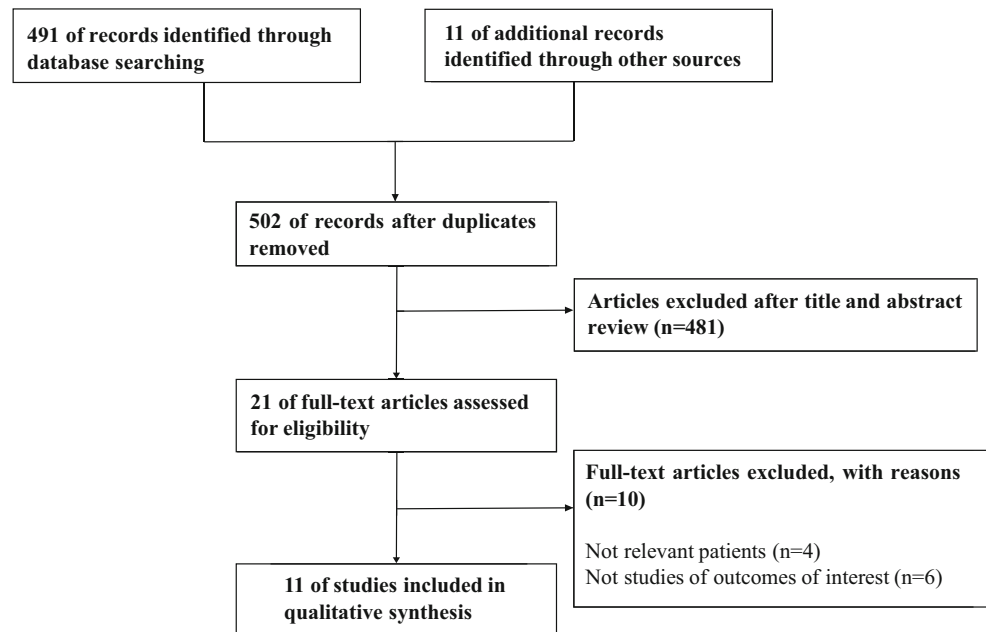 491 of records identified through
database searching
11 of additional records
identified through other sources
502 of records after duplicates
removed
Articles excluded after title and abstract
review (n=481)
21 of full-text articles assessed
for eligibility
Full-text articles excluded, with reasons
(n=10)
Not relevant patients (n=4)
Not studies of outcomes of interest (n=6)
11 of studies included in
qualitative synthesis